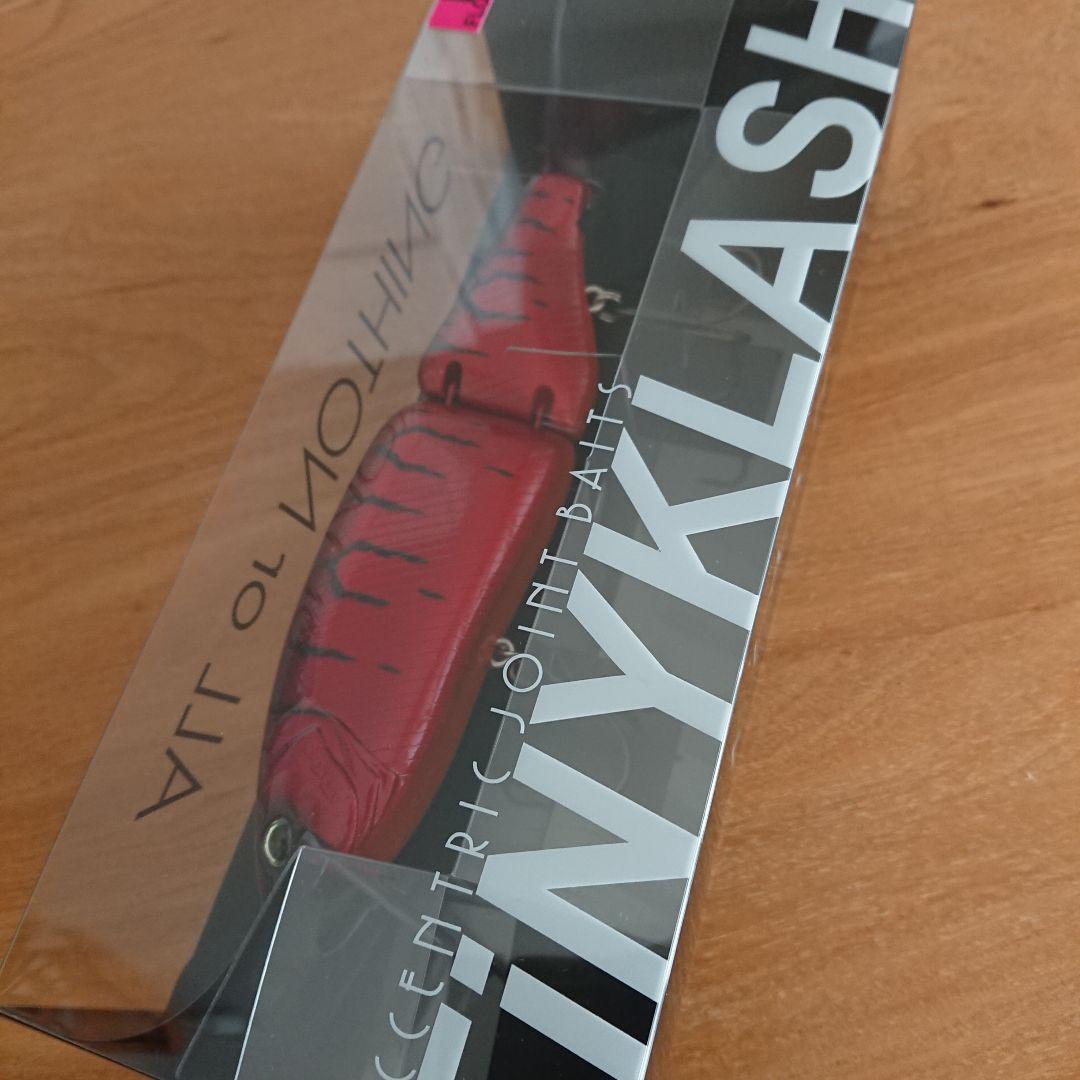 ALL or NOTHING
CCENTRIC JOINT BAITS
iNYKLASH